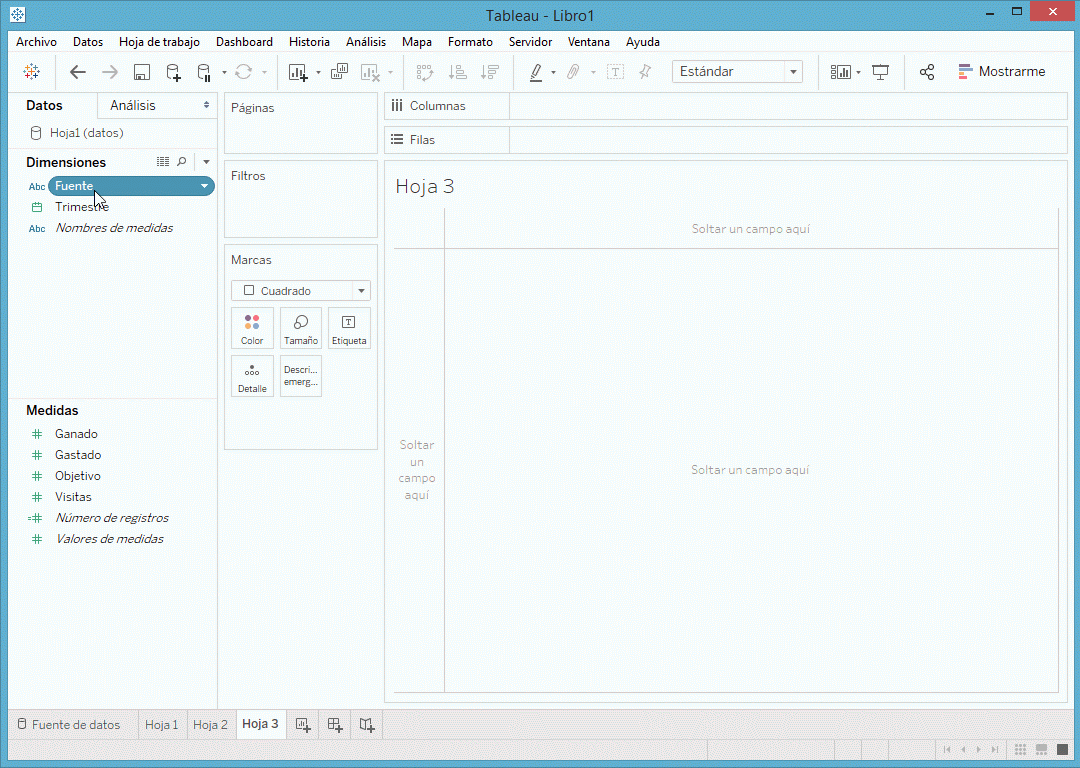 Tableau - Libro1
Archivo Datos Hoja de trabajo Dashboard Historia Análisis Mapa Formato Servidor Ventana Ayuda
Estándar
Mostrarme
Datos
Análisis
Hoja1 (datos)
Dimensiones
Abc Fuente
Trimestre
Abc Nombres de medidas
Medidas
Ganado
Gastado
Objetivo
Visitas
Número de registros
Valores de medidas
Páginas
Filtros
Marcas
Cuadrado
Color
Tamaño
Etiqueta
Detalle
Descri...
emerg...
Columnas
Filas
Hoja 3
Soltar un campo aquí
Soltar
un
campo
aquí
Soltar un campo aquí
Fuente de datos
Hoja 1
Hoja 2
Hoja 3